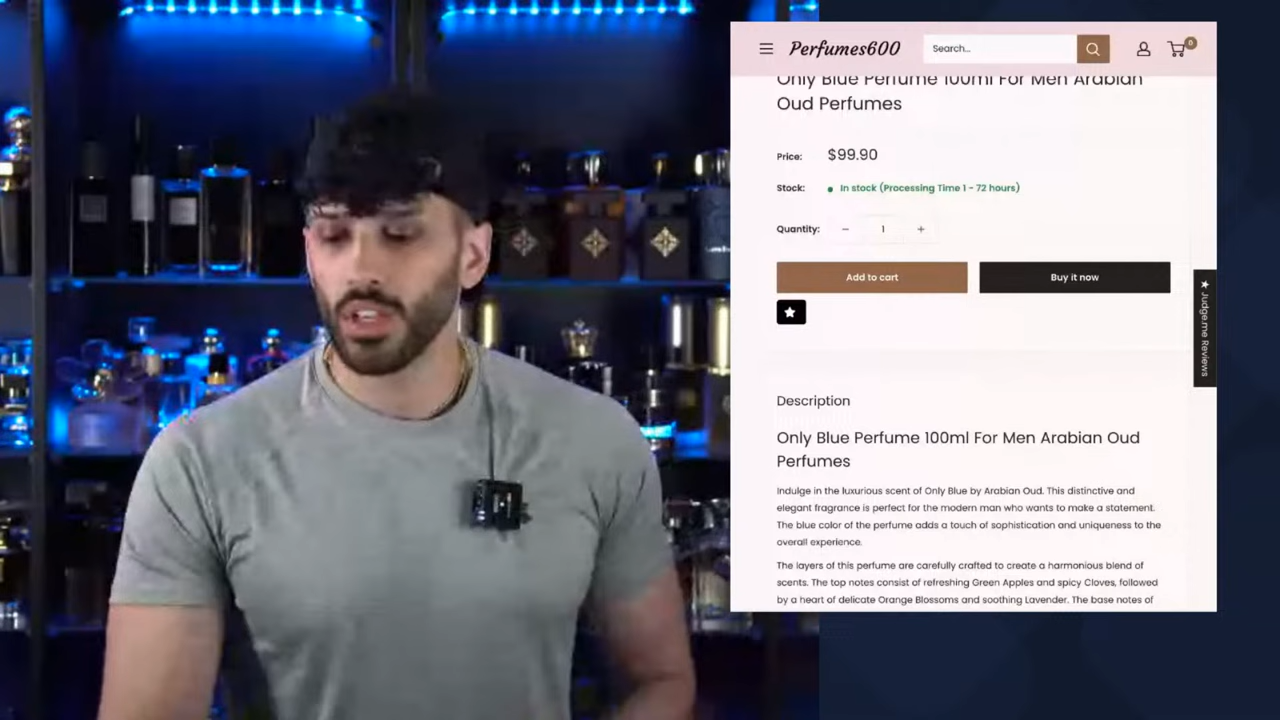 Perfumes600
Search...
0
Only Blue Perfume 100ml For Men Arabian
Oud Perfumes
Price: $99.90
Stock: In stock (Processing Time 1 - 72 hours)
Quantity: − 1 +
Add to cart
Buy it now
★ Judge.me Reviews
Description
Only Blue Perfume 100ml For Men Arabian Oud
Perfumes
Indulge in the luxurious scent of Only Blue by Arabian Oud. This distinctive and
elegant fragrance is perfect for the modern man who wants to make a statement.
The blue color of the perfume adds a touch of sophistication and uniqueness to the
overall experience.
The layers of this perfume are carefully crafted to create a harmonious blend of
scents. The top notes consist of refreshing Green Apples and spicy Cloves, followed
by a heart of delicate Orange Blossoms and soothing Lavender. The base notes of